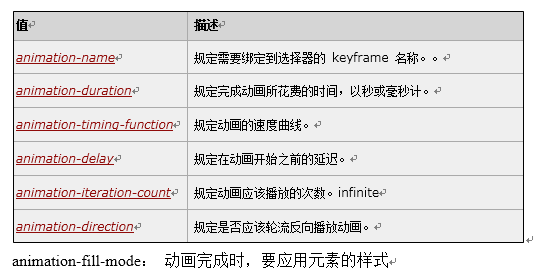 值 描述
animation-name 规定需要绑定到选择器的 keyframe 名称。。
animation-duration 规定完成动画所花费的时间，以秒或毫秒计。
animation-timing-function 规定动画的速度曲线。
animation-delay 规定在动画开始之前的延迟。
animation-iteration-count 规定动画应该播放的次数。infinite
animation-direction 规定是否应该轮流反向播放动画。
animation-fill-mode： 动画完成时，要应用元素的样式